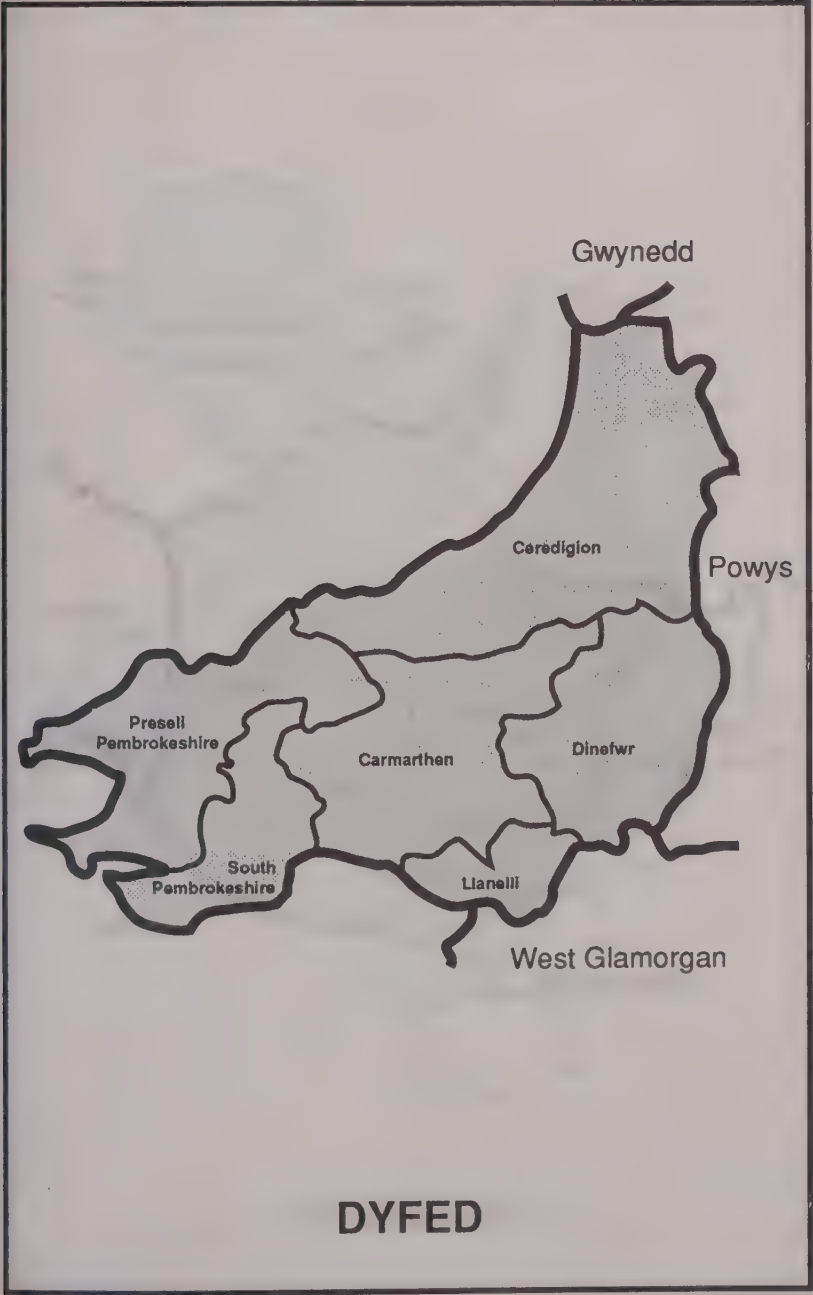 Gwynedd
Ceredigion
Powys
Preseli
Pembrokeshire
Carmarthen
Dinefwr
South
Pembrokeshire
Llanelli
West Glamorgan
DYFED